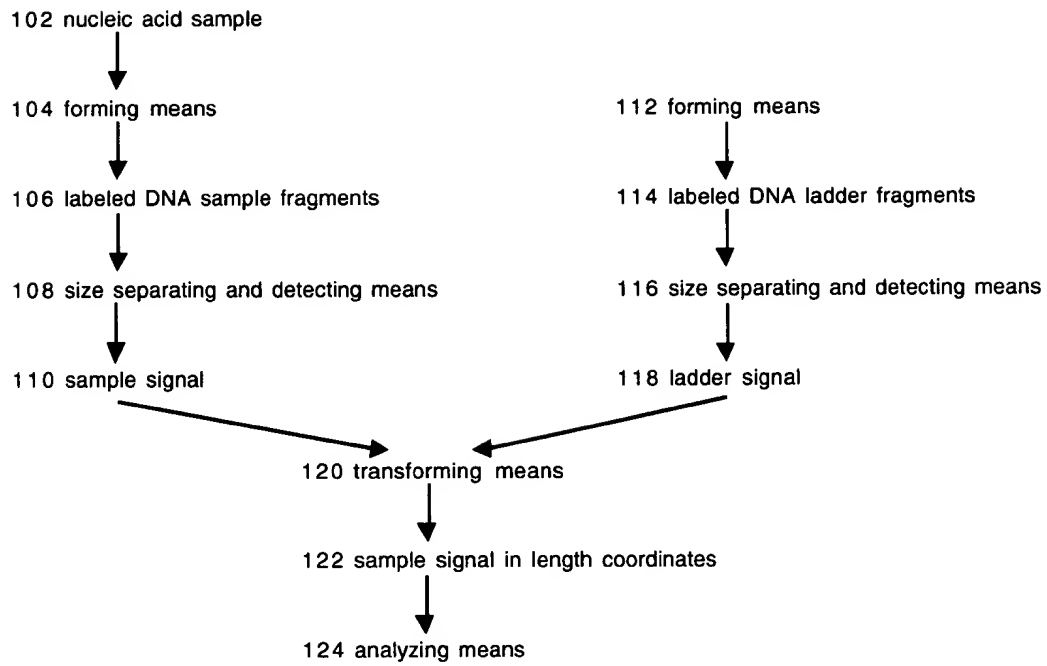 102 nucleic acid sample
104 forming means
106 labeled DNA sample fragments
108 size separating and detecting means
110 sample signal
112 forming means
114 labeled DNA ladder fragments
116 size separating and detecting means
118 ladder signal
120 transforming means
122 sample signal in length coordinates
124 analyzing means